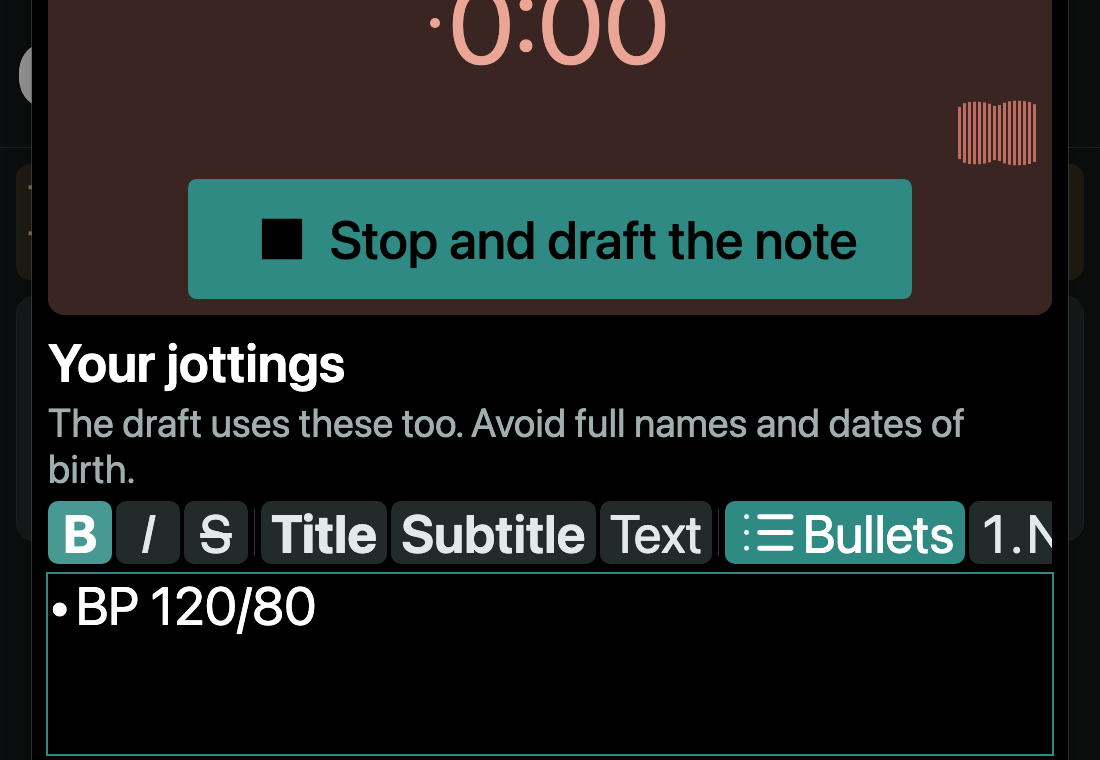 0:00
Stop and draft the note
Your jottings
The draft uses these too. Avoid full names and dates of
birth.
B I S Title Subtitle Text Bullets 1.
• BP 120/80